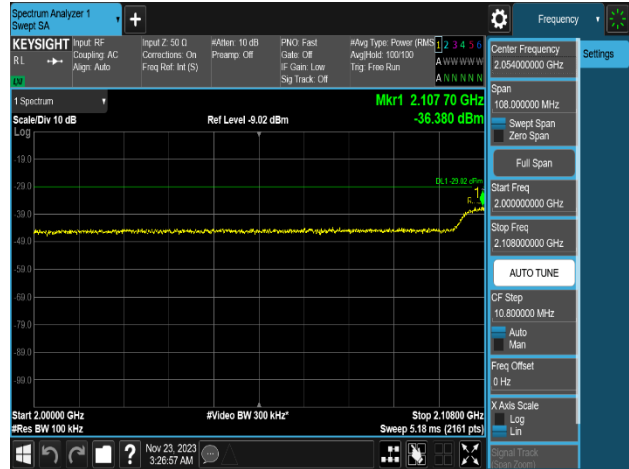 Spectrum Analyzer 1
Swept SA
Frequency
KEYSIGHT
RL
Input: RF
Coupling: AC
Align: Auto
Input Z: 50 Ω
Corrections: On
Freq Ref: Int (S)
#Atten: 10 dB
Preamp: Off
PNO: Fast
Gate: Off
IF Gain: Low
Sig Track: Off
#Avg Type: Power (RMS
Avg|Hold: 100/100
Trig: Free Run
1 2 3 4 5 6
A W W W W W
A N N N N N
1 Spectrum
Scale/Div 10 dB
Ref Level -9.02 dBm
Mkr1 2.107 70 GHz
-36.380 dBm
Log
-19.0
-29.0
-39.0
-49.0
-59.0
-69.0
-79.0
-89.0
-99.0
DL1 -29.02 dBm
1
Start 2.00000 GHz
#Res BW 100 kHz
#Video BW 300 kHz*
Stop 2.10800 GHz
Sweep 5.18 ms (2161 pts)
Nov 23, 2023
3:26:57 AM
?
Center Frequency
2.054000000 GHz
Span
108.000000 MHz
Swept Span
Zero Span
Full Span
Start Freq
2.000000000 GHz
Stop Freq
2.108000000 GHz
AUTO TUNE
CF Step
10.800000 MHz
Auto
Man
Freq Offset
0 Hz
X Axis Scale
Log
Lin
Signal Track
(Span Zoom)
Settings